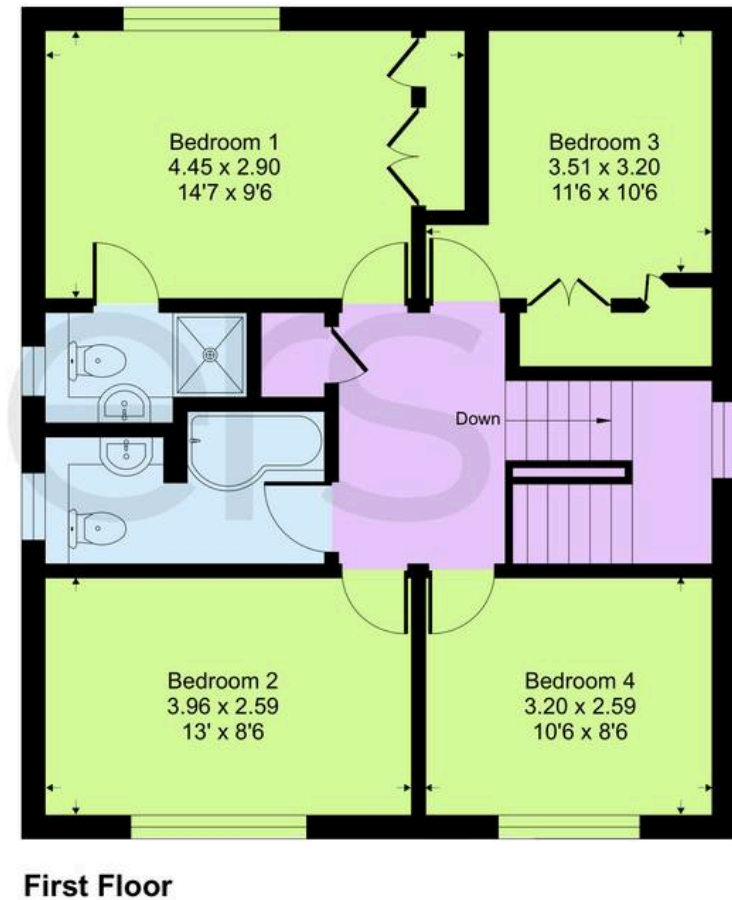 Bedroom 1
4.45 x 2.90
14'7 x 9'6
Bedroom 3
3.51 x 3.20
11'6 x 10'6
crs
Down
Bedroom 2
3.96 x 2.59
13' x 8'6
Bedroom 4
3.20 x 2.59
10'6 x 8'6
First Floor